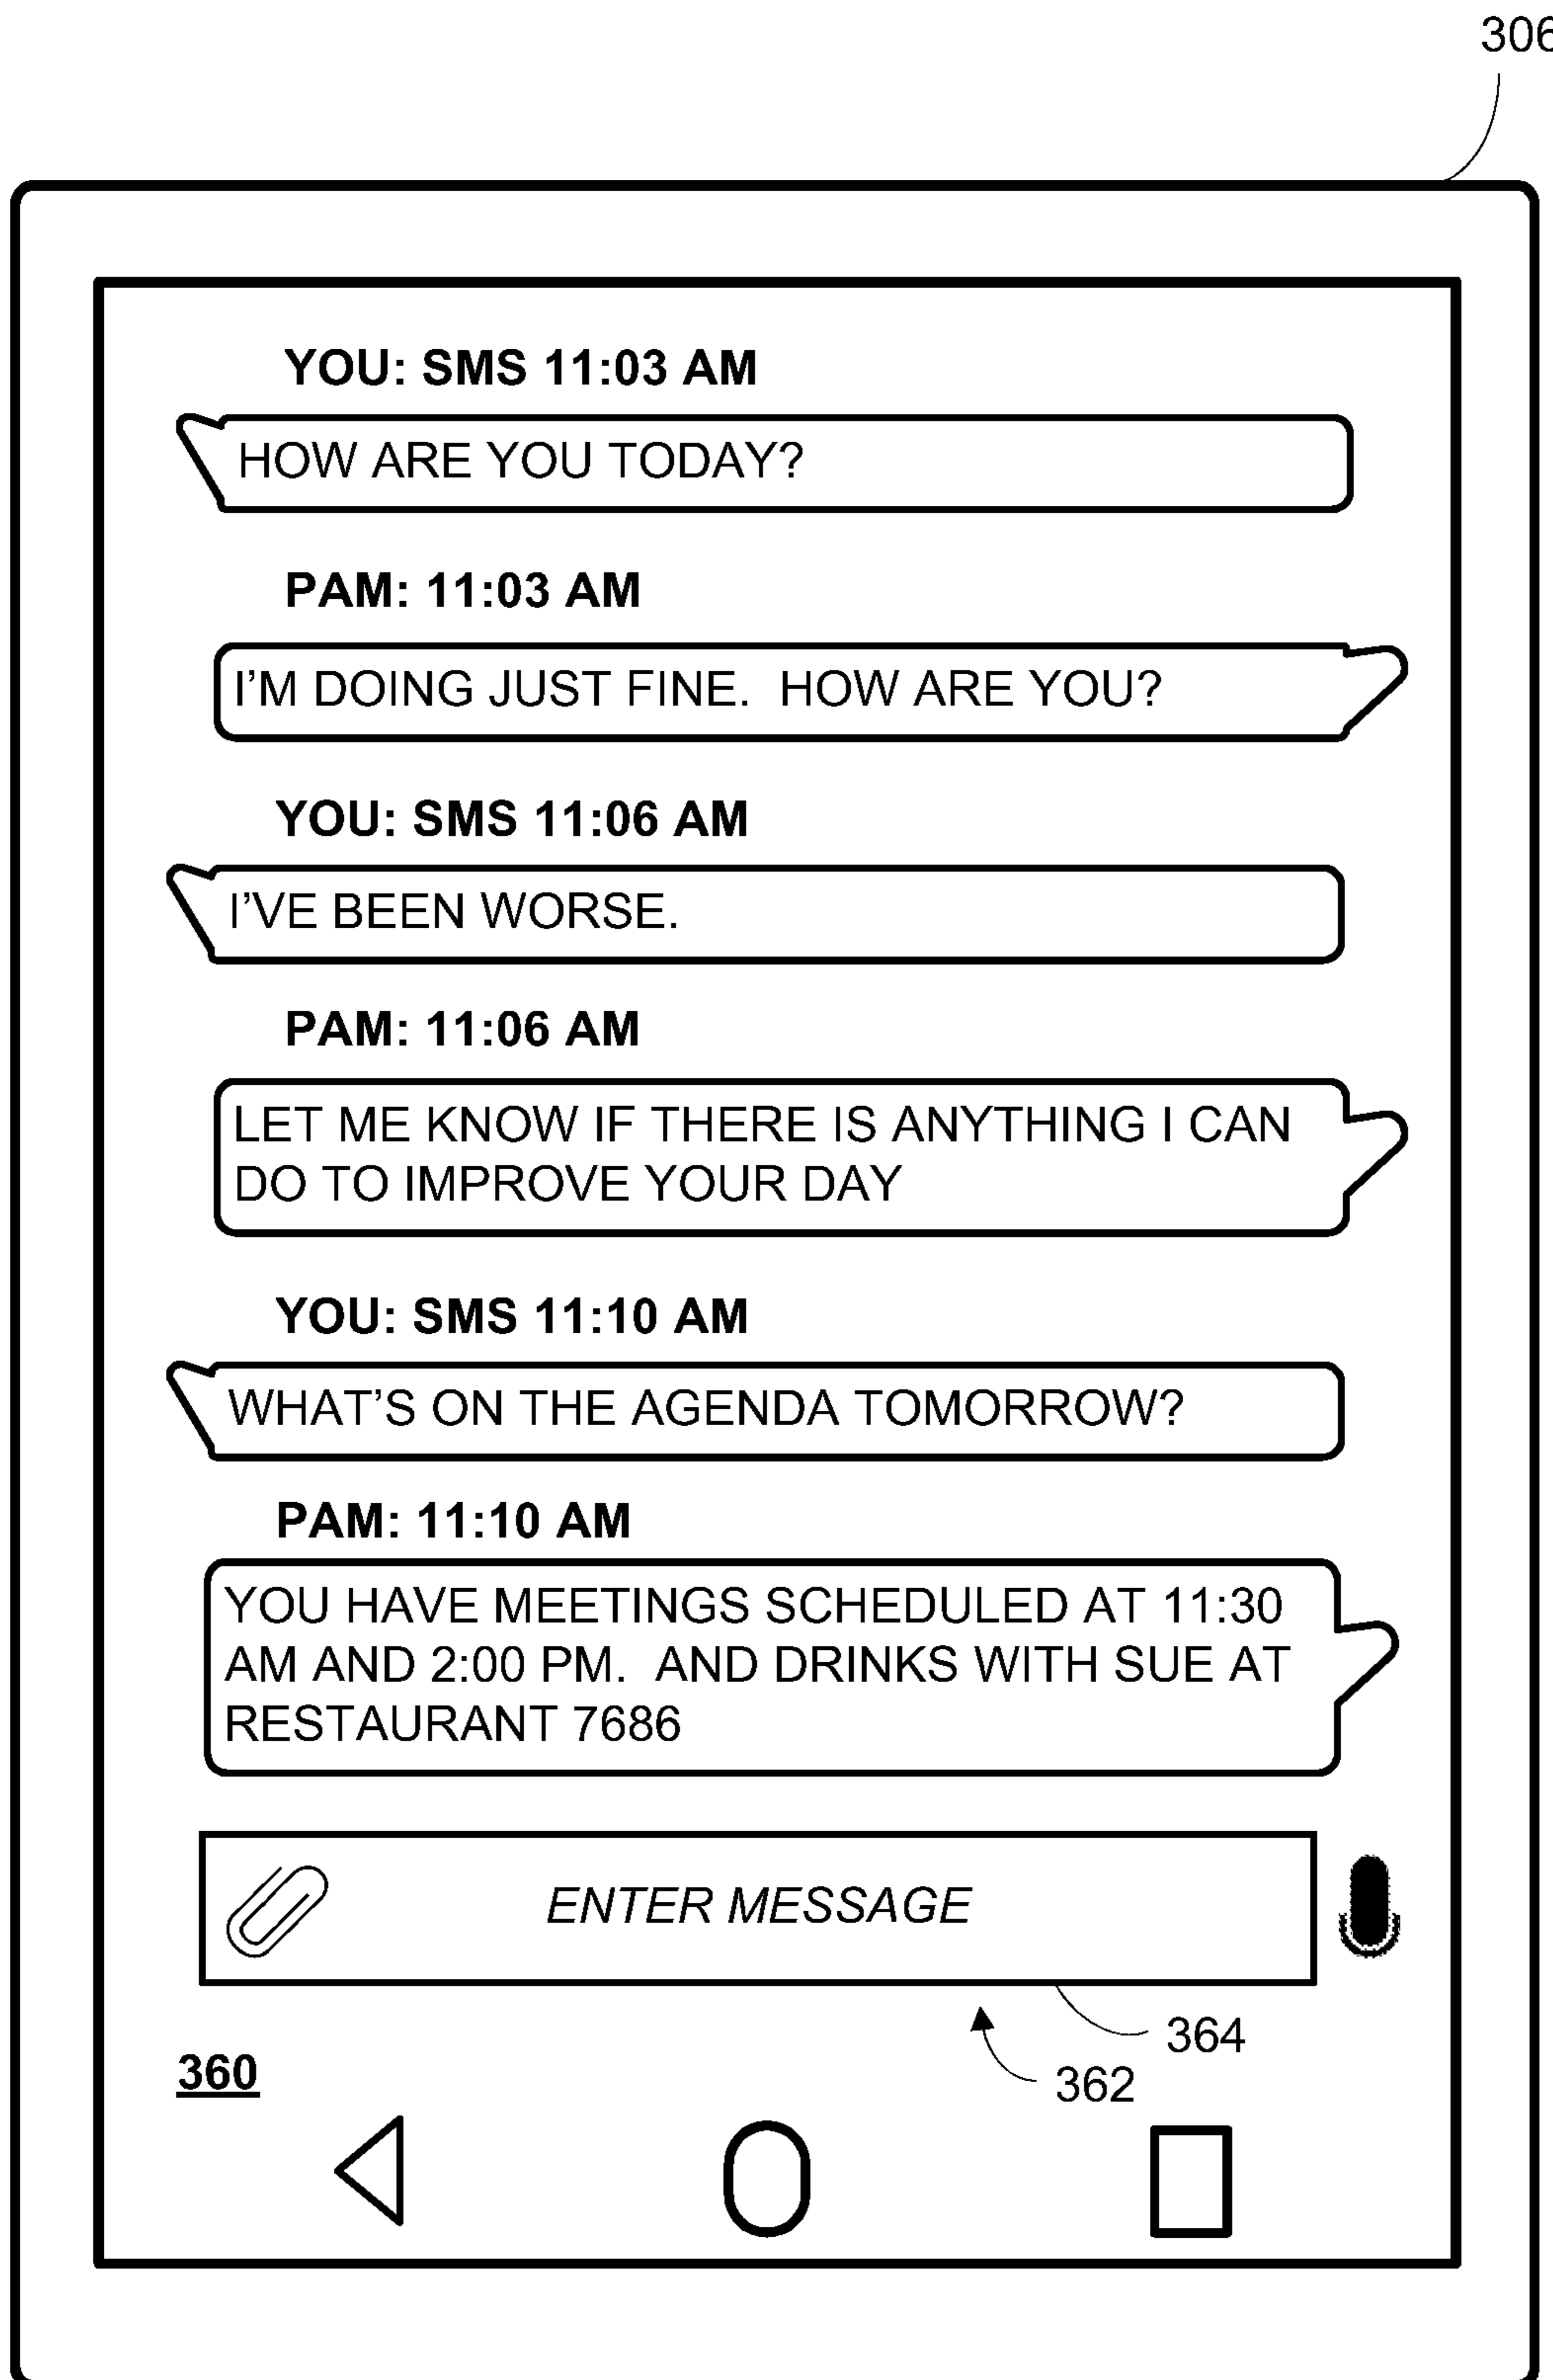 306
YOU: SMS 11:03 AM
HOW ARE YOU TODAY?
PAM: 11:03 AM
I'M DOING JUST FINE.  HOW ARE YOU?
YOU: SMS 11:06 AM
I'VE BEEN WORSE.
PAM: 11:06 AM
LET ME KNOW IF THERE IS ANYTHING I CAN
DO TO IMPROVE YOUR DAY
YOU: SMS 11:10 AM
WHAT'S ON THE AGENDA TOMORROW?
PAM: 11:10 AM
YOU HAVE MEETINGS SCHEDULED AT 11:30
AM AND 2:00 PM.  AND DRINKS WITH SUE AT
RESTAURANT 7686
ENTER MESSAGE
364
360
362